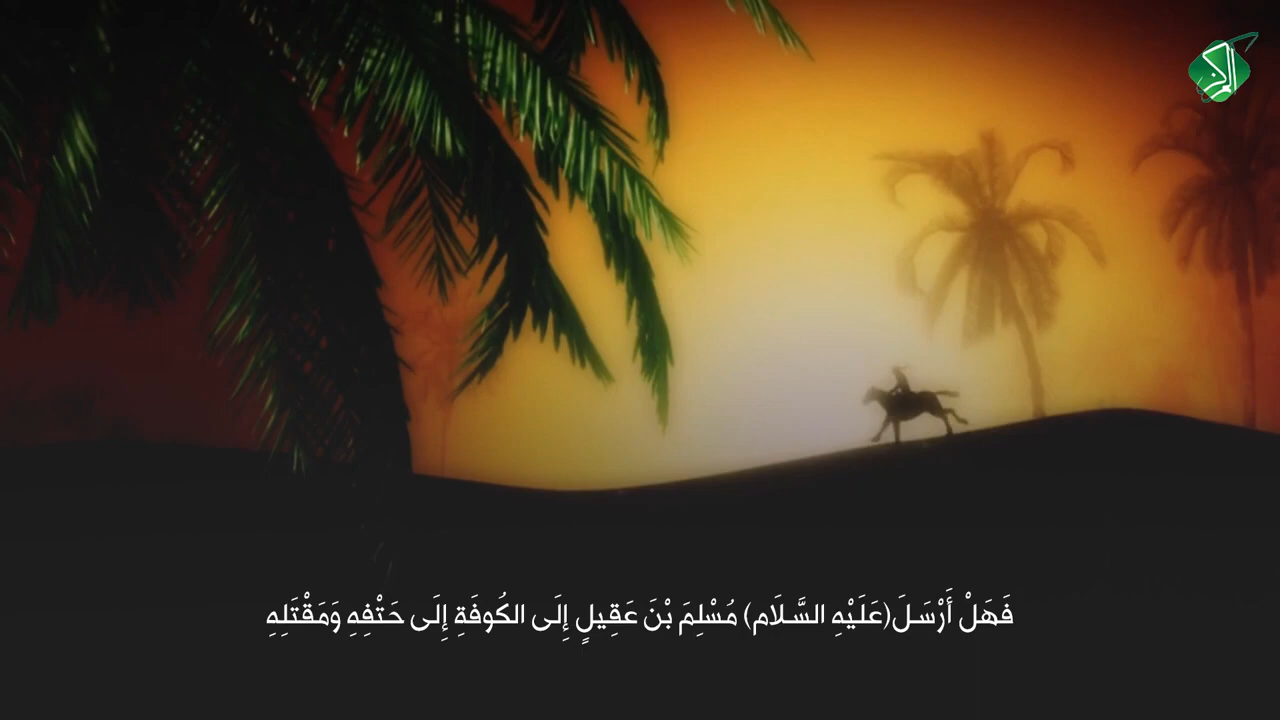 فَهَلْ أَرْسَلَ(عَلَيْهِ السَّلَام) مُسْلِمَ بْنَ عَقِيلٍ إِلَى الكُوفَةِ إِلَى حَتْفِهِ وَمَقْتَلِهِ